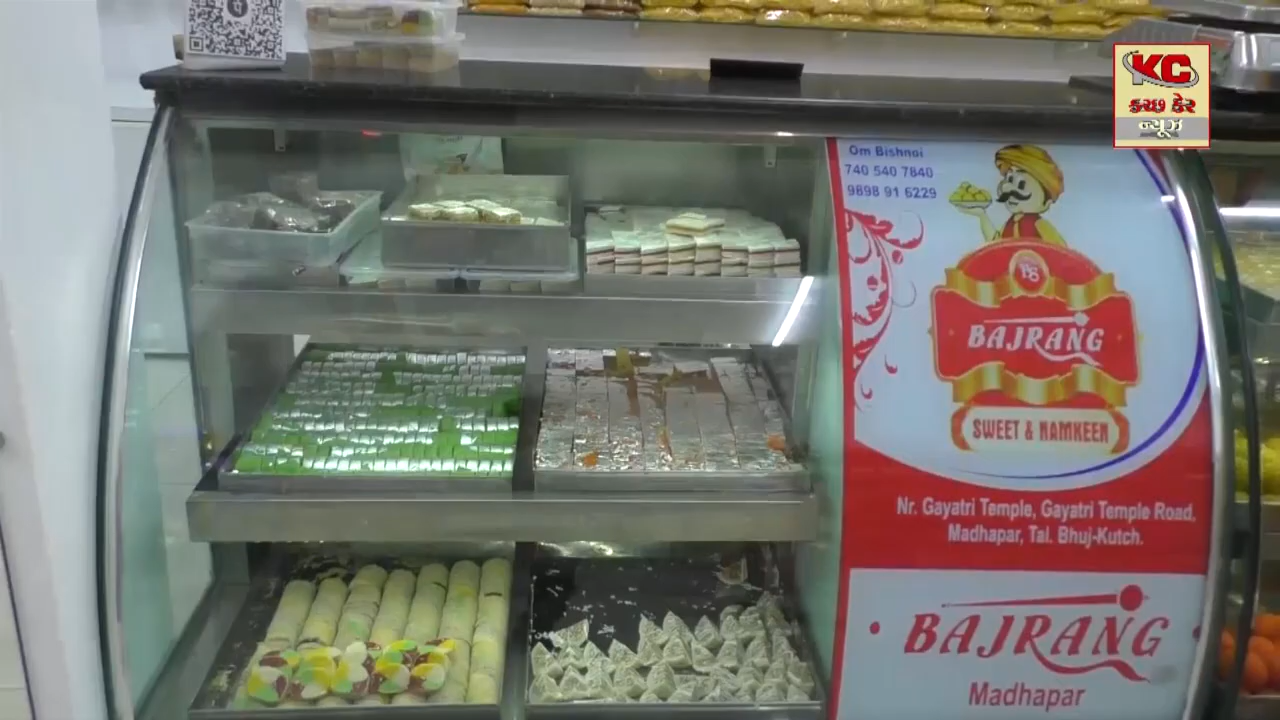 KC
કચ્છ કેર
ન્યૂઝ
Om Bishnoi
740 540 7840
9898 91 6229
BAJRANG
SWEET & NAMKEEN
Nr. Gayatri Temple, Gayatri Temple Road,
Madhapar, Tal. Bhuj-Kutch.
BAJRANG
Madhapar